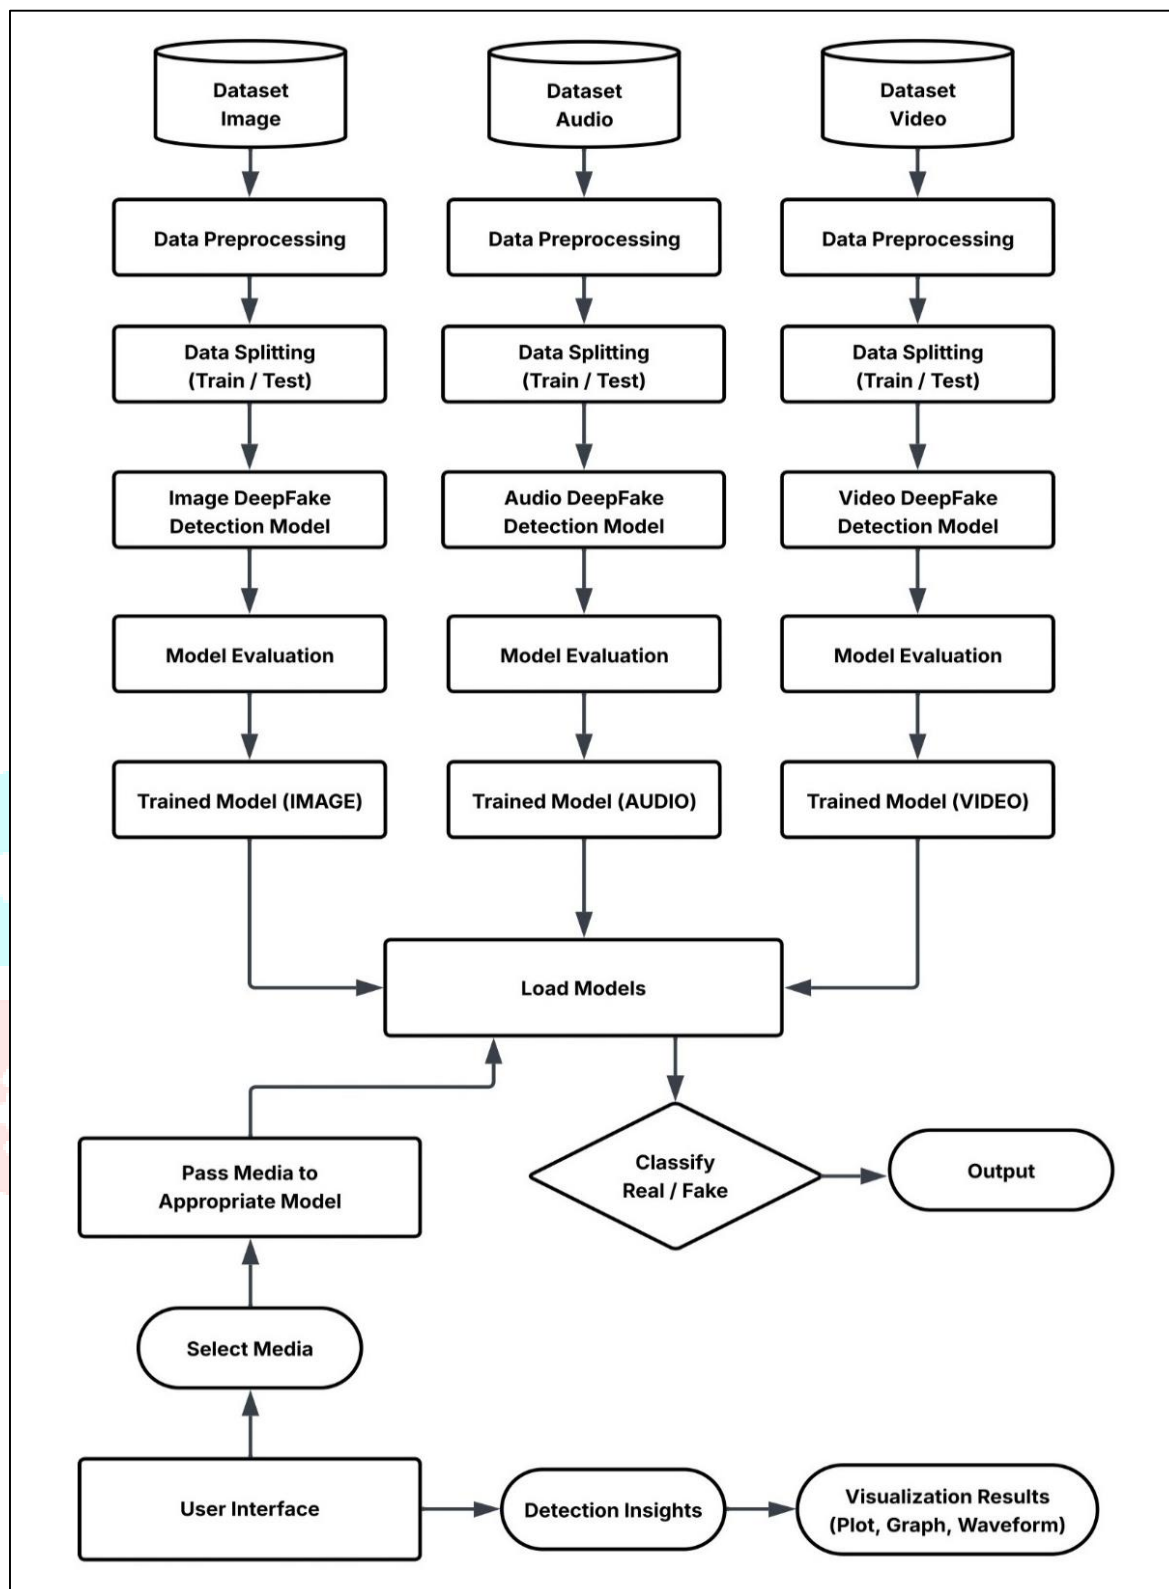 Dataset
Image
Dataset
Audio
Dataset
Video
Data Preprocessing
Data Preprocessing
Data Preprocessing
Data Splitting
(Train / Test)
Data Splitting
(Train / Test)
Data Splitting
(Train / Test)
Image DeepFake
Detection Model
Audio DeepFake
Detection Model
Video DeepFake
Detection Model
Model Evaluation
Model Evaluation
Model Evaluation
Trained Model (IMAGE)
Trained Model (AUDIO)
Trained Model (VIDEO)
Load Models
Pass Media to
Appropriate Model
Classify
Real / Fake
Output
Select Media
User Interface
Detection Insights
Visualization Results
(Plot, Graph, Waveform)